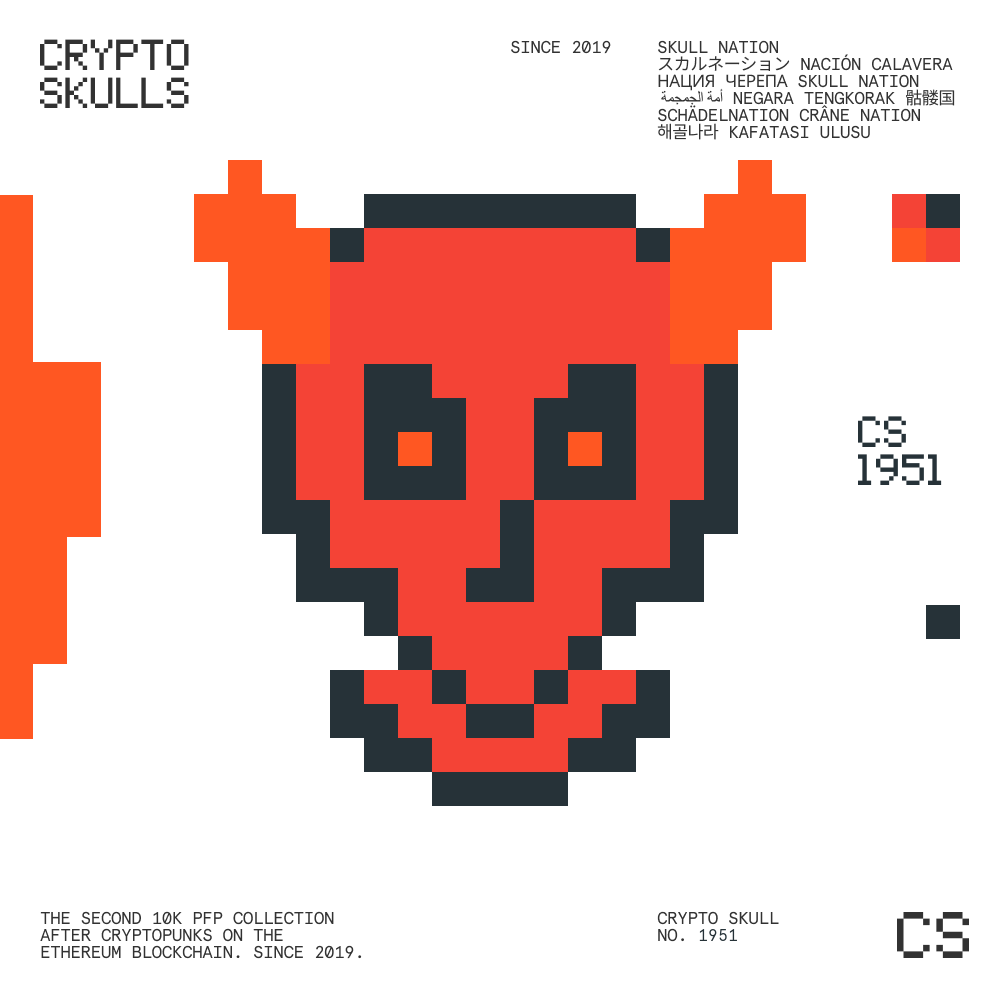 CRYPTO
SKULLS
SINCE 2019
SKULL NATION
スカルネーション NACIÓN CALAVERA
НАЦИЯ ЧЕРЕПА SKULL NATION
أمة الجمجمة NEGARA TENGKORAK 骷髅国
SCHÄDELNATION CRÂNE NATION
해골나라 KAFATASI ULUSU
CS
1951
THE SECOND 10K PFP COLLECTION
AFTER CRYPTOPUNKS ON THE
ETHEREUM BLOCKCHAIN. SINCE 2019.
CRYPTO SKULL
NO. 1951
CS